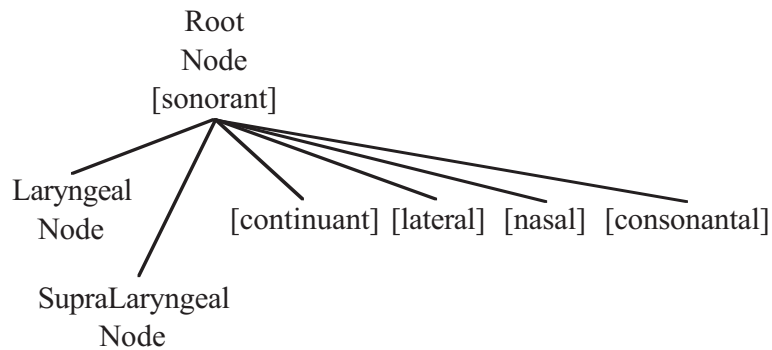 Root
Node
[sonorant]
Laryngeal
Node
[continuant] [lateral] [nasal] [consonantal]
SupraLaryngeal
Node